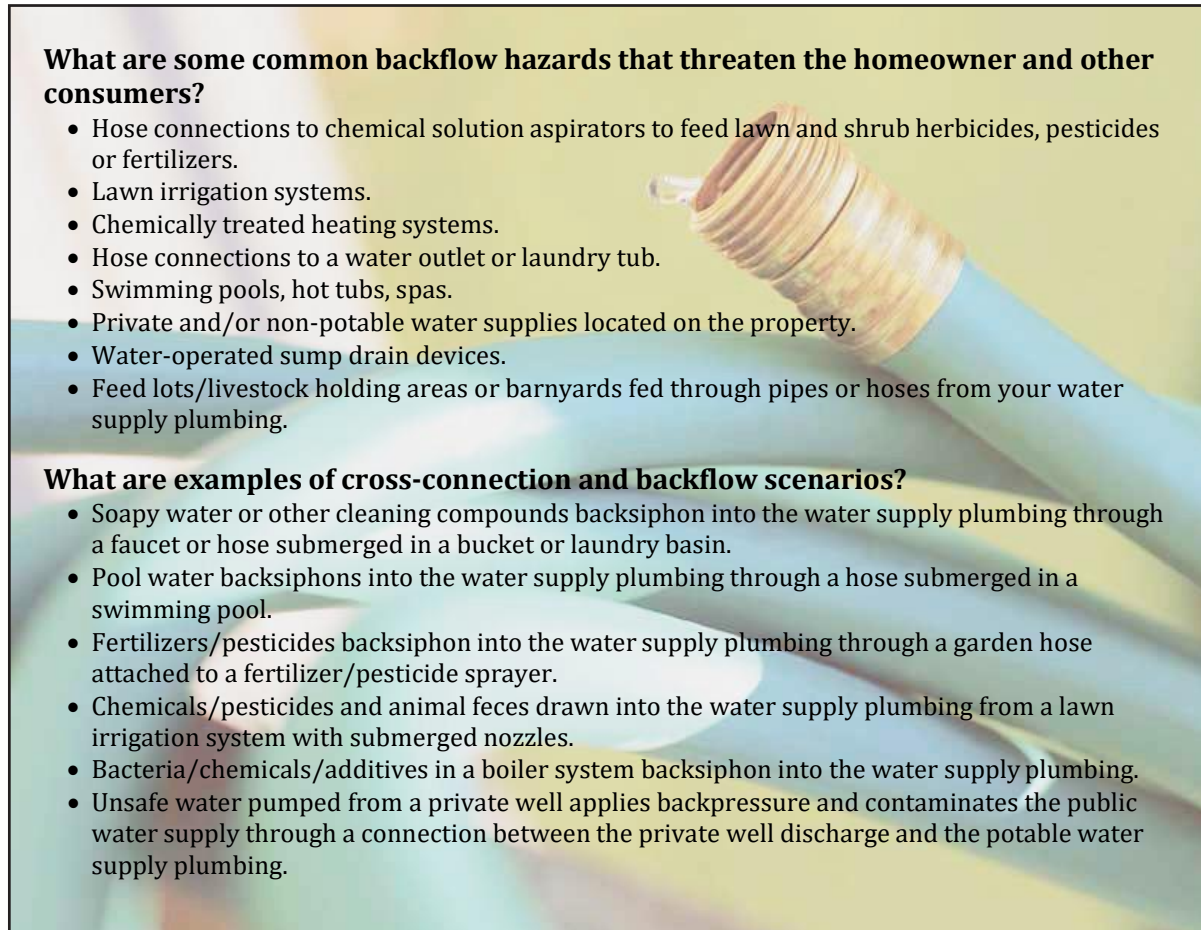 What are some common backflow hazards that threaten the homeowner and other
consumers?
• Hose connections to chemical solution aspirators to feed lawn and shrub herbicides, pesticides
or fertilizers.
• Lawn irrigation systems.
• Chemically treated heating systems.
• Hose connections to a water outlet or laundry tub.
• Swimming pools, hot tubs, spas.
• Private and/or non-potable water supplies located on the property.
• Water-operated sump drain devices.
• Feed lots/livestock holding areas or barnyards fed through pipes or hoses from your water
supply plumbing.
What are examples of cross-connection and backflow scenarios?
• Soapy water or other cleaning compounds backsiphon into the water supply plumbing through
a faucet or hose submerged in a bucket or laundry basin.
• Pool water backsiphons into the water supply plumbing through a hose submerged in a
swimming pool.
• Fertilizers/pesticides backsiphon into the water supply plumbing through a garden hose
attached to a fertilizer/pesticide sprayer.
• Chemicals/pesticides and animal feces drawn into the water supply plumbing from a lawn
irrigation system with submerged nozzles.
• Bacteria/chemicals/additives in a boiler system backsiphon into the water supply plumbing.
• Unsafe water pumped from a private well applies backpressure and contaminates the public
water supply through a connection between the private well discharge and the potable water
supply plumbing.